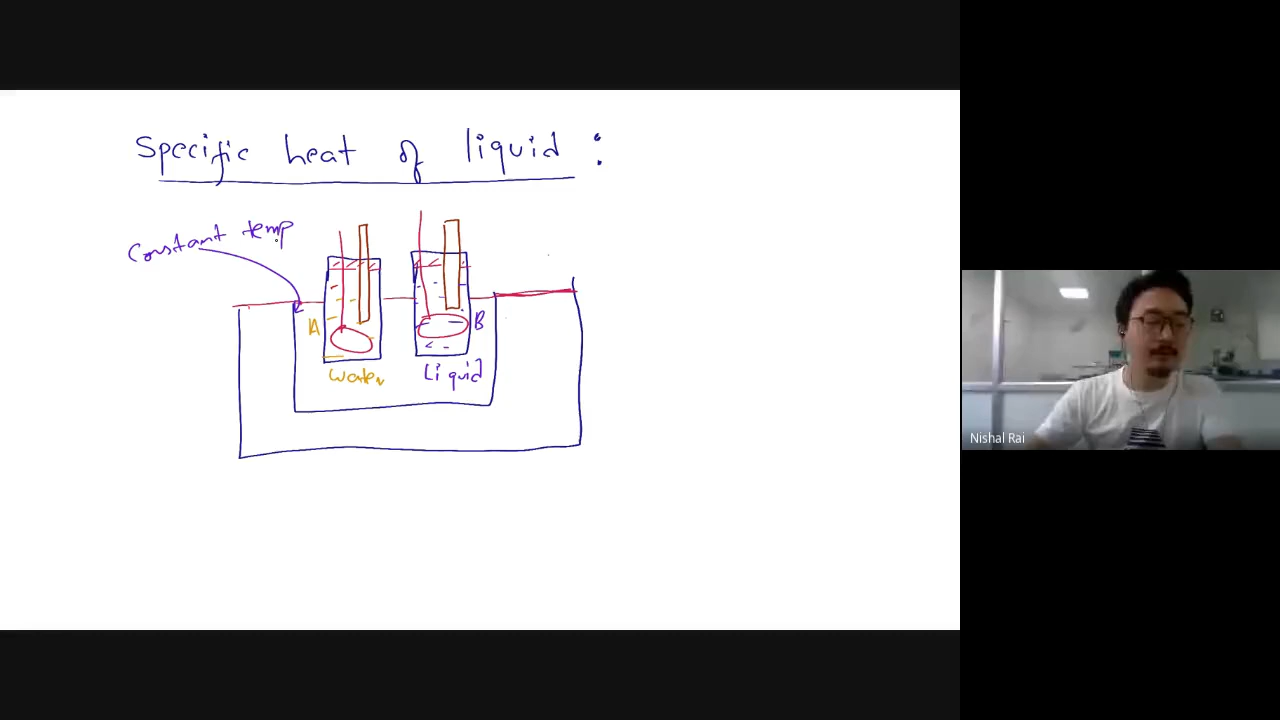 Specific heat of liquid :
Constant temp
A
B
Water
Liquid
Nishal Rai